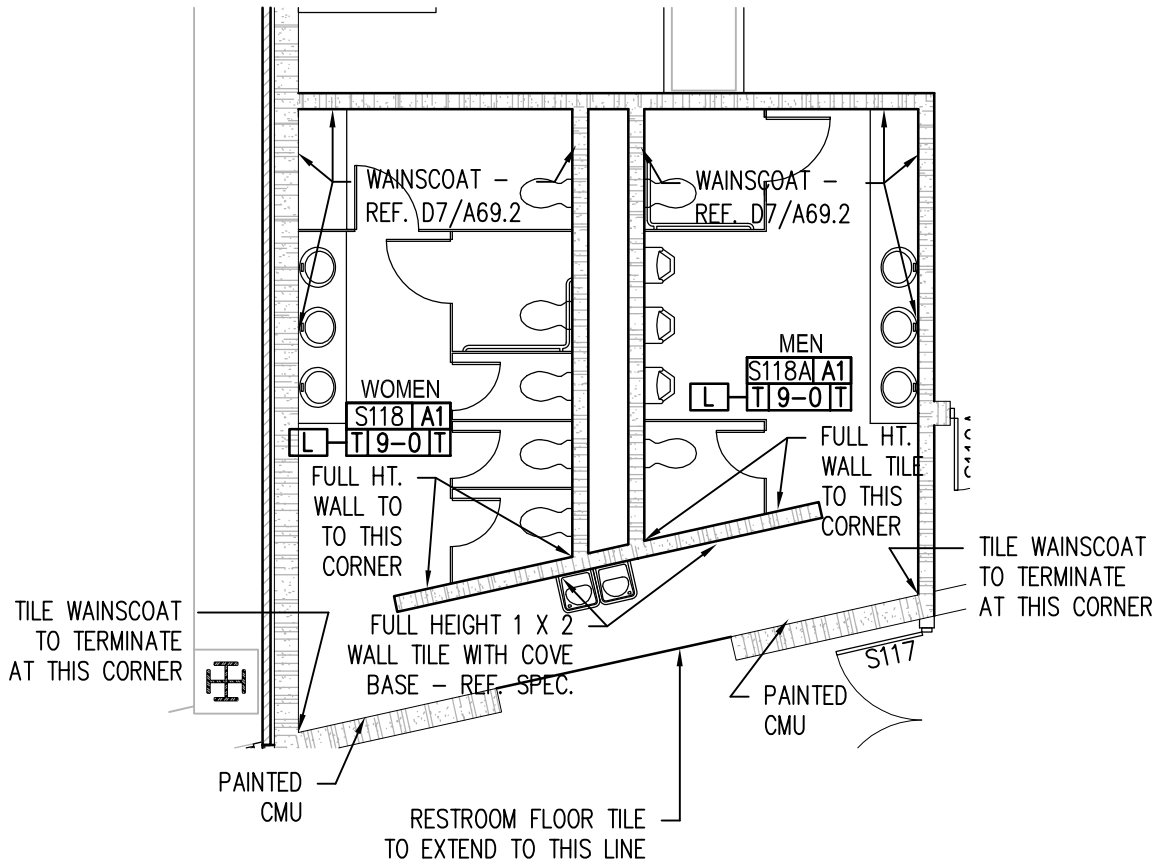 WAINSCOAT –
REF. D7/A69.2
WAINSCOAT –
REF. D7/A69.2
MEN
S118A A1
L T 9-0 T
WOMEN
S118 A1
L T 9-0 T
FULL HT.
WALL TILE
TO THIS
CORNER
FULL HT.
WALL TO
TO THIS
CORNER
TILE WAINSCOAT
TO TERMINATE
AT THIS CORNER
TILE WAINSCOAT
TO TERMINATE
AT THIS CORNER
FULL HEIGHT 1 X 2
WALL TILE WITH COVE
BASE – REF. SPEC.
S117
PAINTED
CMU
PAINTED
CMU
RESTROOM FLOOR TILE
TO EXTEND TO THIS LINE